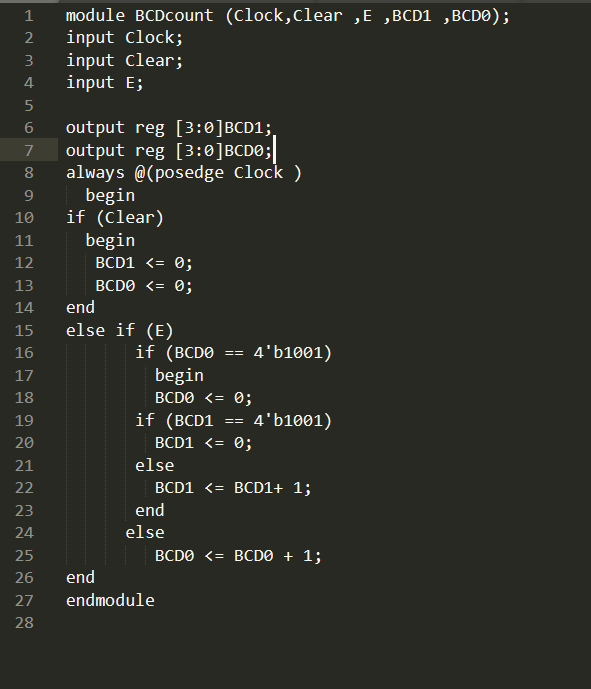 1 module BCDcount (Clock,Clear ,E ,BCD1 ,BCD0);
2 input Clock;
3 input Clear;
4 input E;
5
6 output reg [3:0]BCD1;
7 output reg [3:0]BCD0;
8 always @(posedge Clock )
9 begin
10 if (Clear)
11 begin
12 BCD1 <= 0;
13 BCD0 <= 0;
14 end
15 else if (E)
16 if (BCD0 == 4'b1001)
17 begin
18 BCD0 <= 0;
19 if (BCD1 == 4'b1001)
20 BCD1 <= 0;
21 else
22 BCD1 <= BCD1+ 1;
23 end
24 else
25 BCD0 <= BCD0 + 1;
26 end
27 endmodule
28